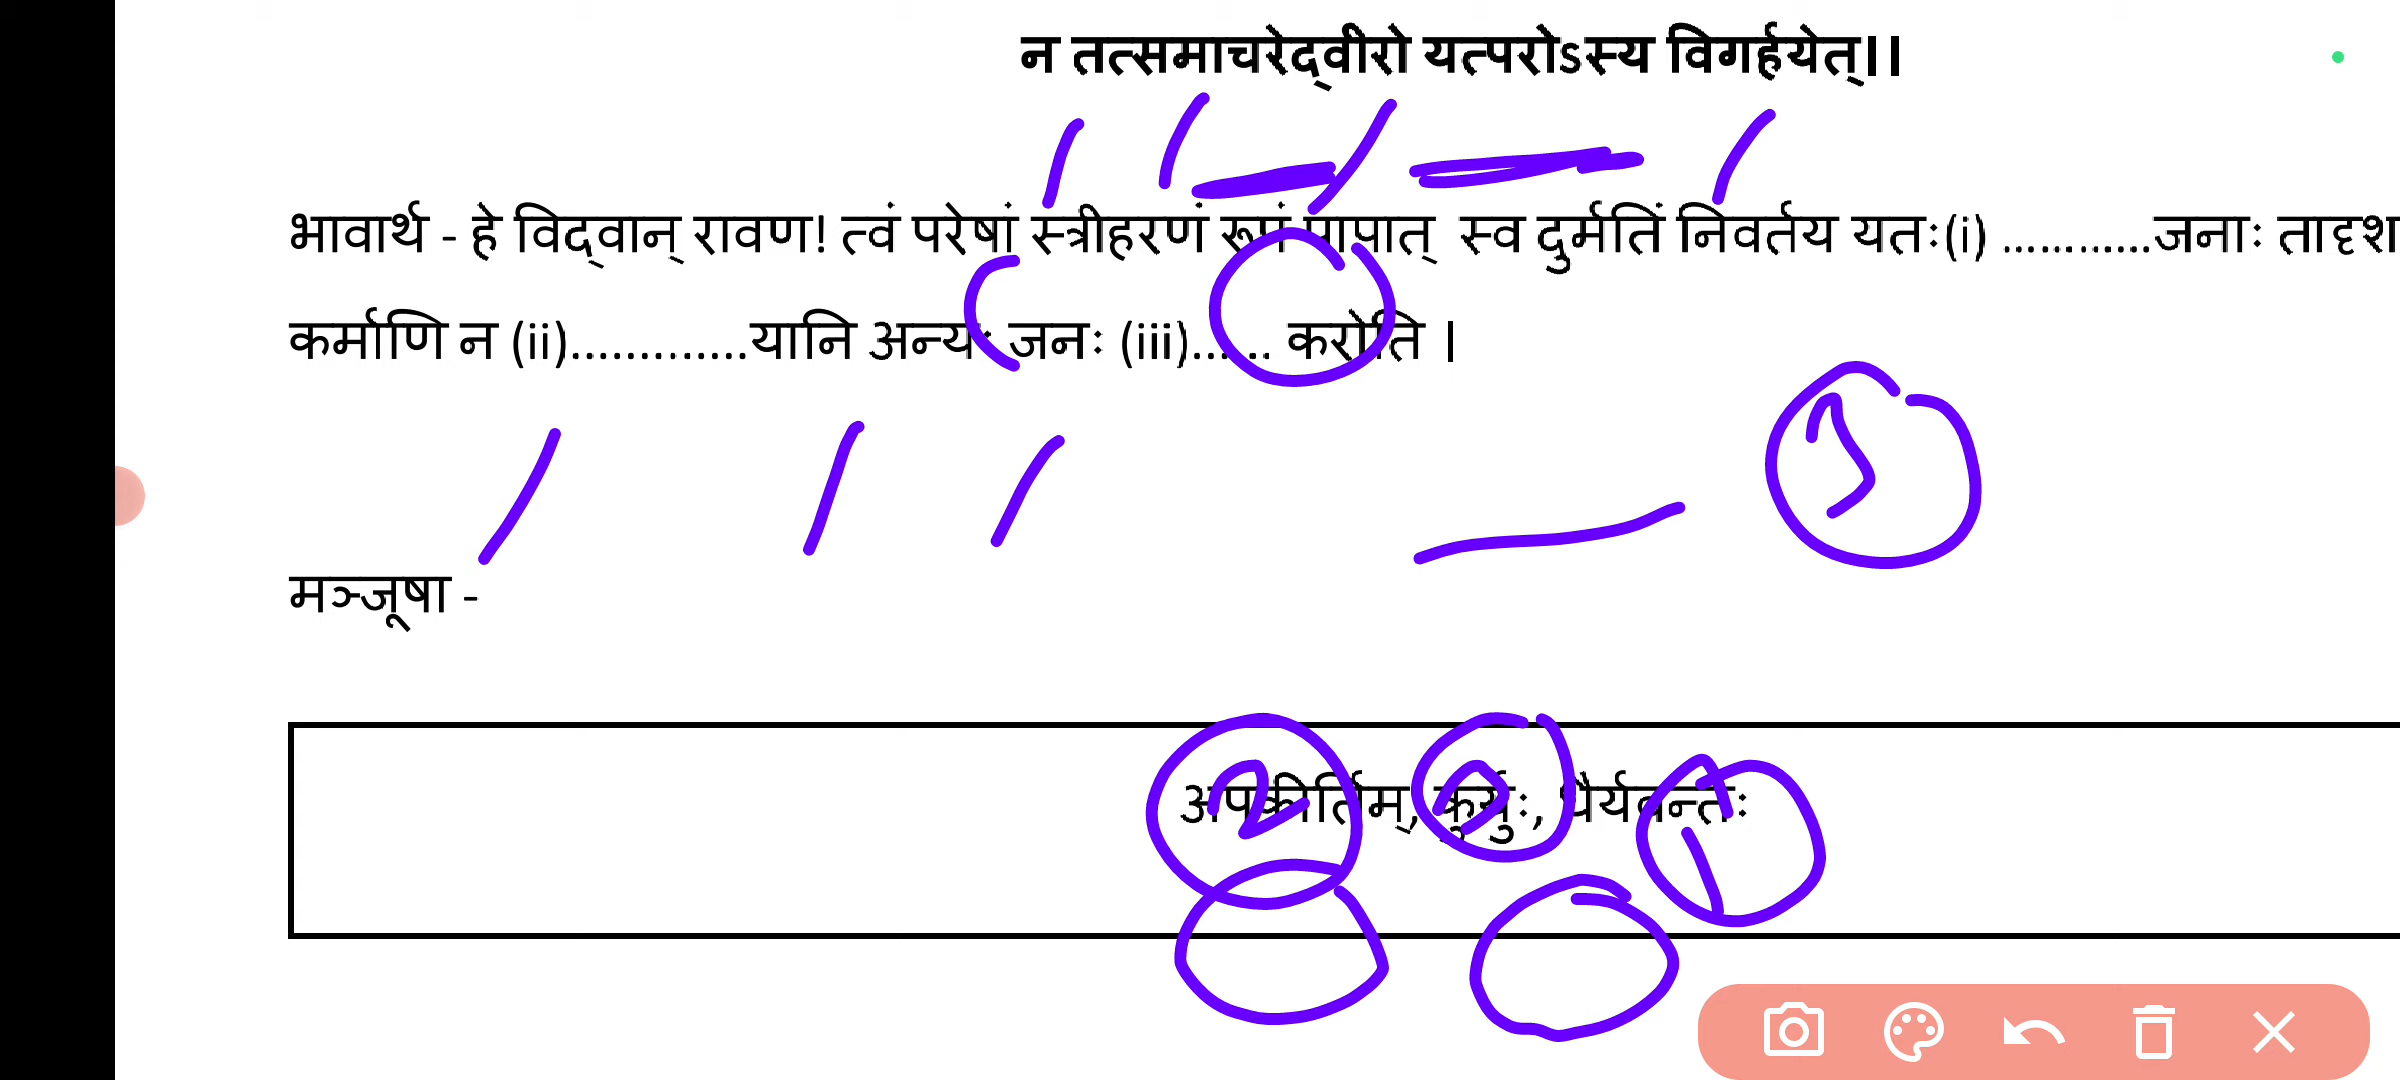 न तत्समाचरेद्वीरो यत्परोऽस्य विगर्हयेत्।।
भावार्थ - हे विद्वान् रावण! त्वं परेषां स्त्रीहरणं रूपं पापात् स्व दुर्मतिं निवर्तय यतः(i) ............जनाः तादृश
कर्माणि न (ii)..............यानि अन्यः जनः (iii)...... करोति ।
मञ्जूषा -
अपकीर्तिम्, कुर्युः, धैर्यवन्तः